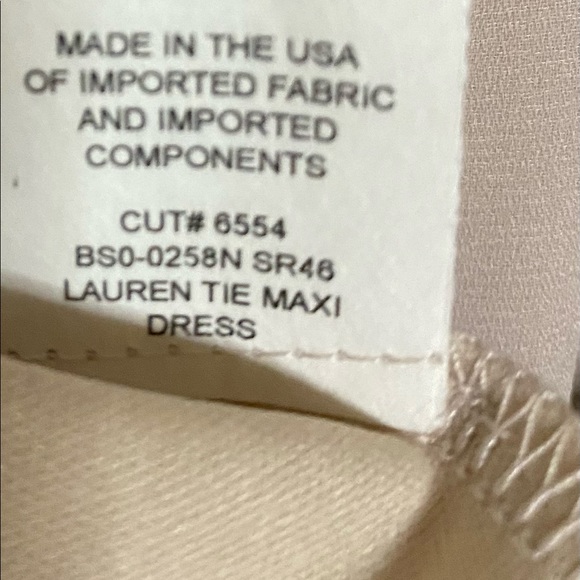 MADE IN THE USA
OF IMPORTED FABRIC
AND IMPORTED
COMPONENTS
CUT# 6554
BS0-0258N SR46
LAUREN TIE MAXI
DRESS